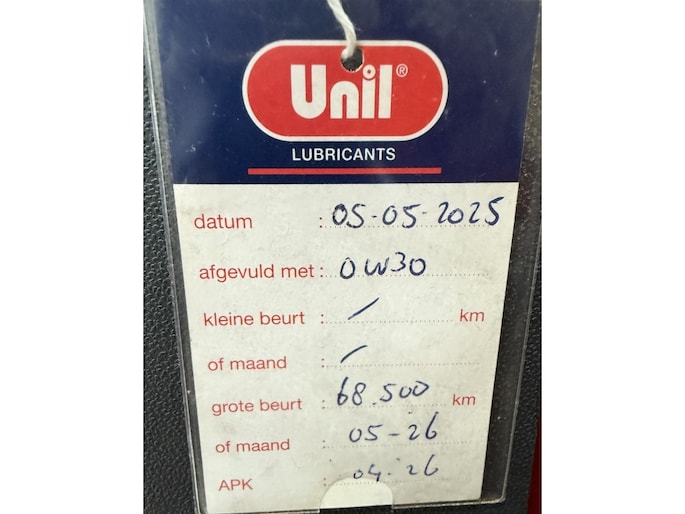 Unil®
LUBRICANTS
datum : 05-05-2025
afgevuld met : 0W30
kleine beurt : / km
of maand : /
grote beurt : 68.500 km
of maand : 05-26
APK : 04-26